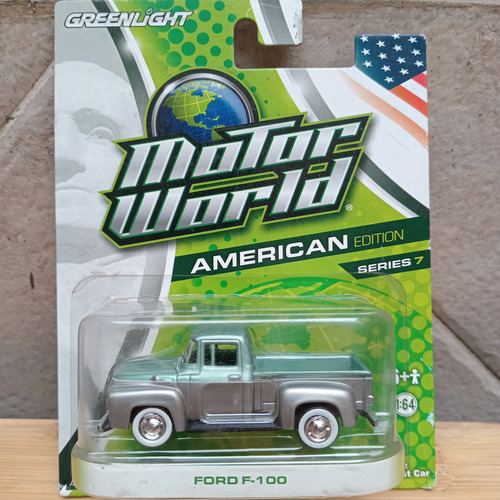 GREENLIGHT
MOTOR
WORLD®
AMERICAN EDITION
SERIES 7
1:64
FORD F-100